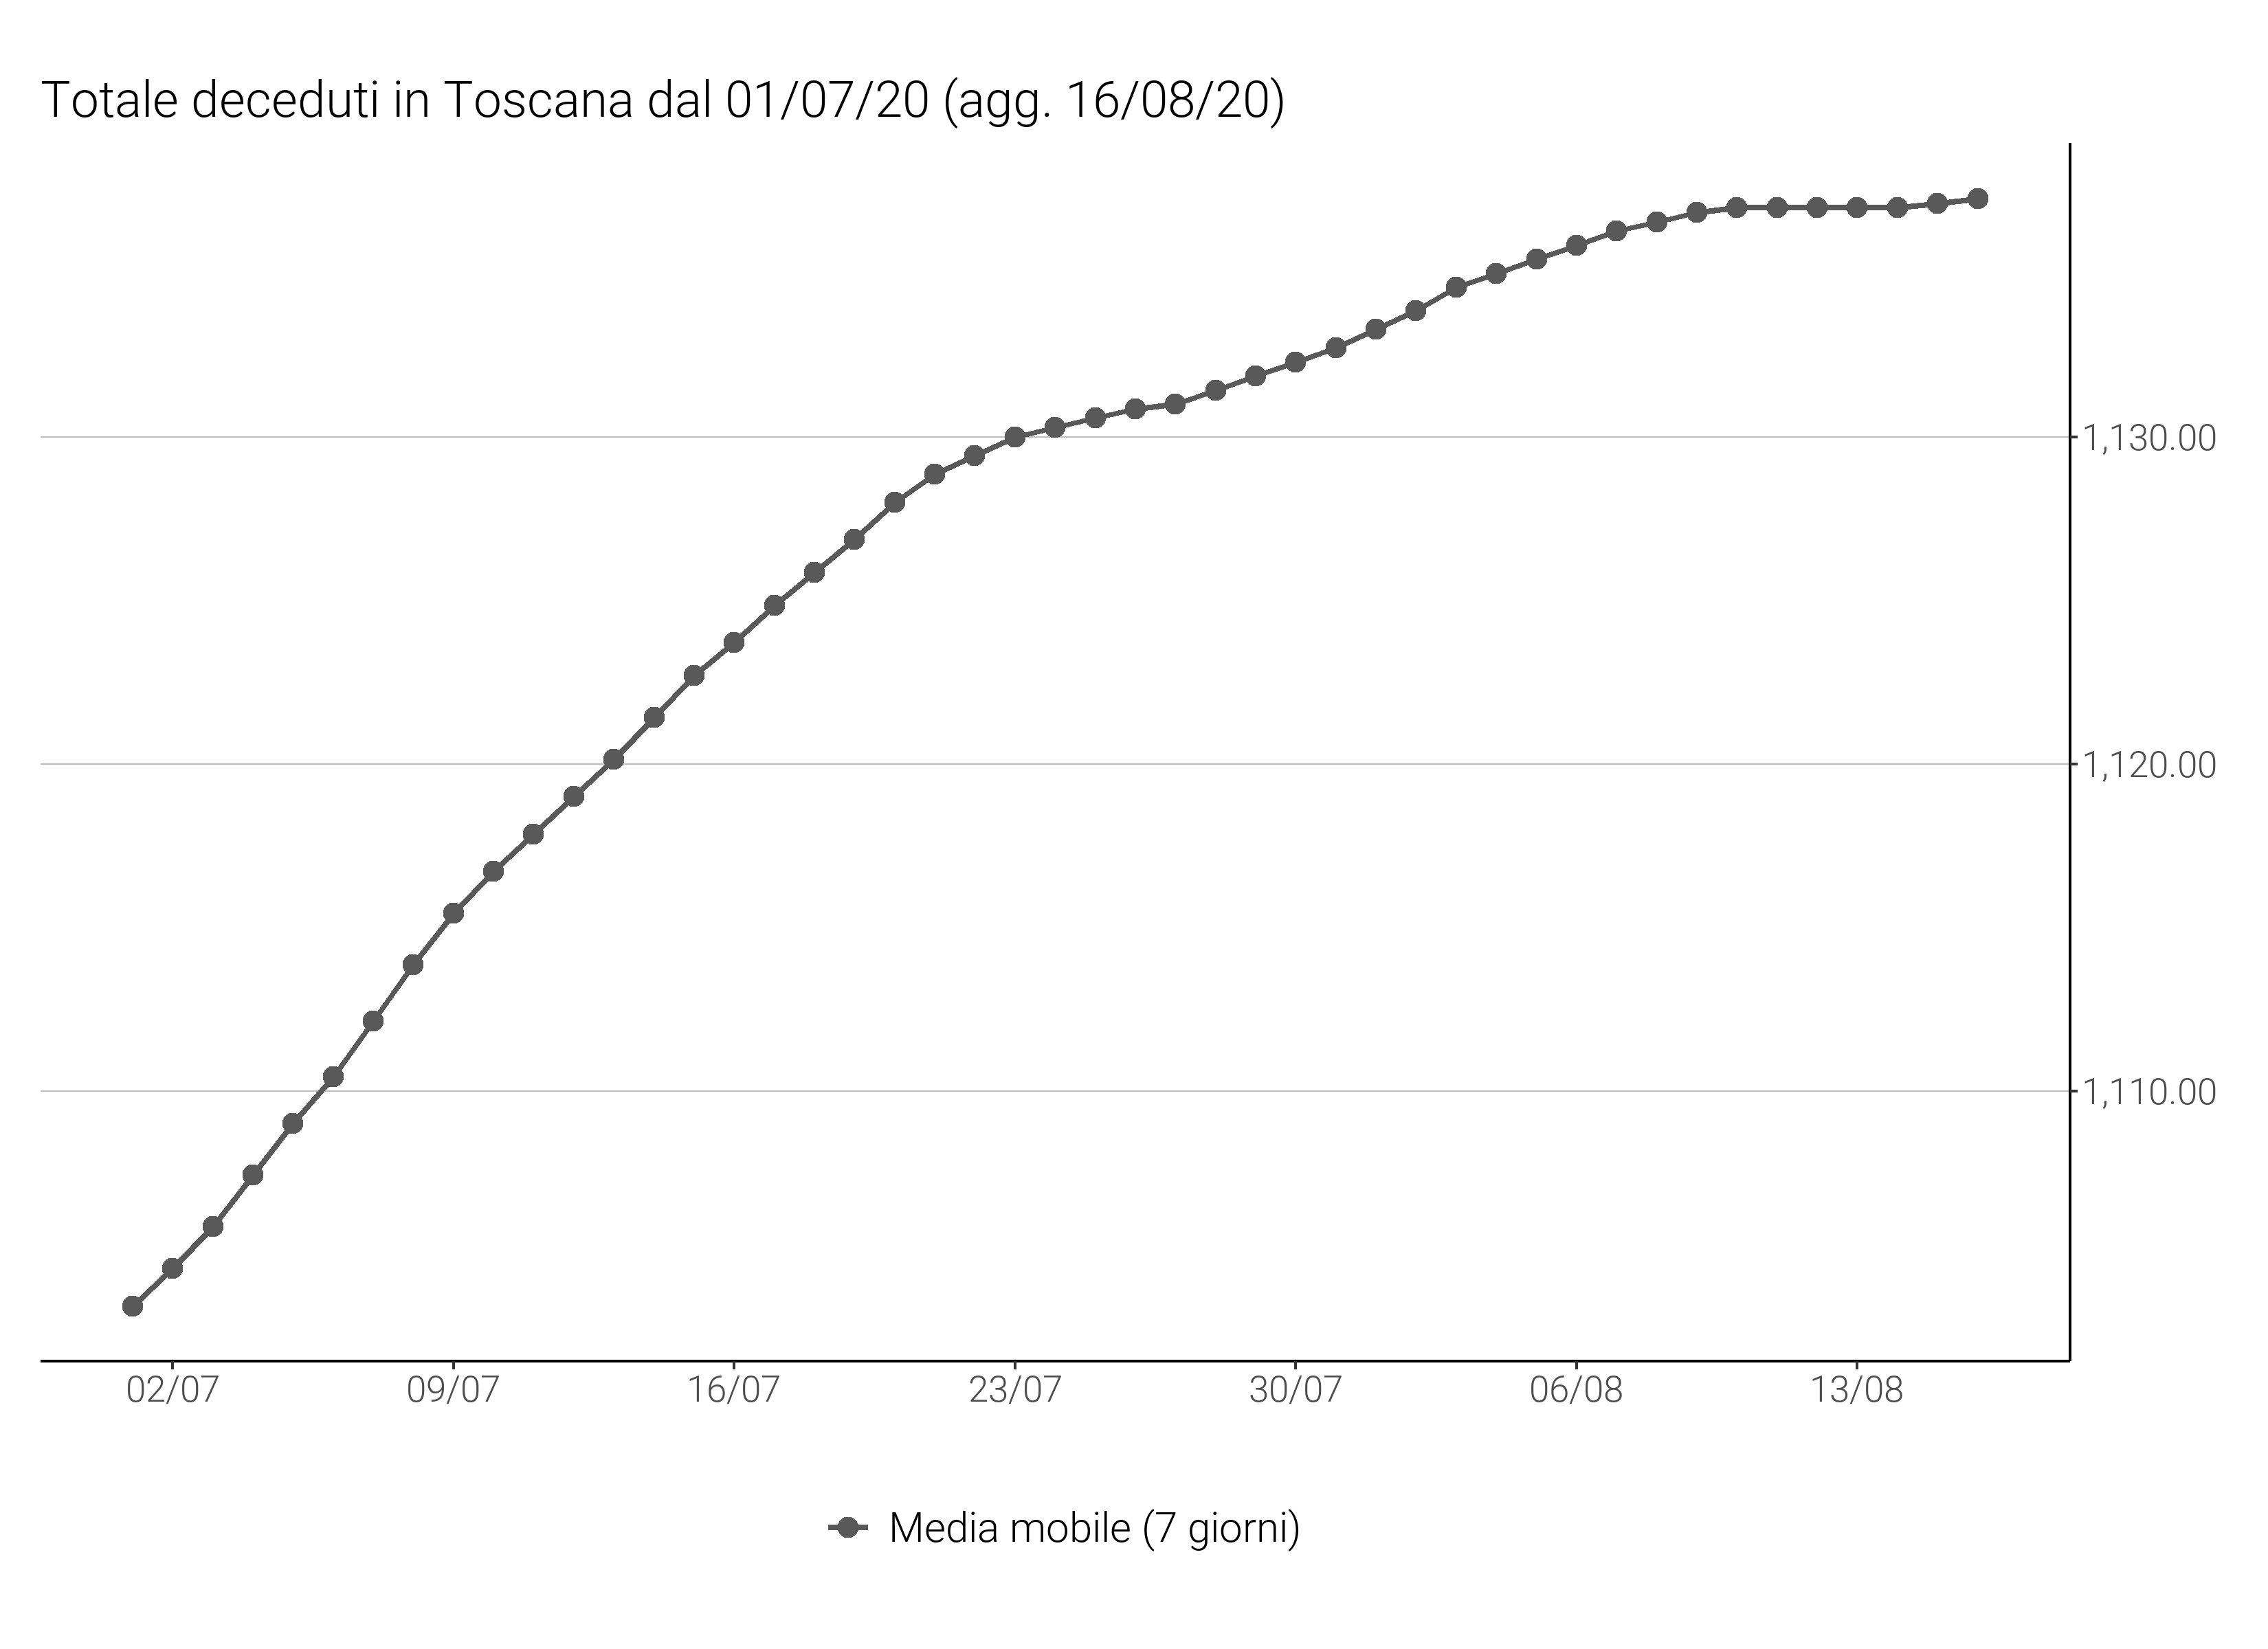 Totale deceduti in Toscana dal 01/07/20 (agg. 16/08/20)
1,130.00
1,120.00
1,110.00
02/07 09/07 16/07 23/07 30/07 06/08 13/08
Media mobile (7 giorni)